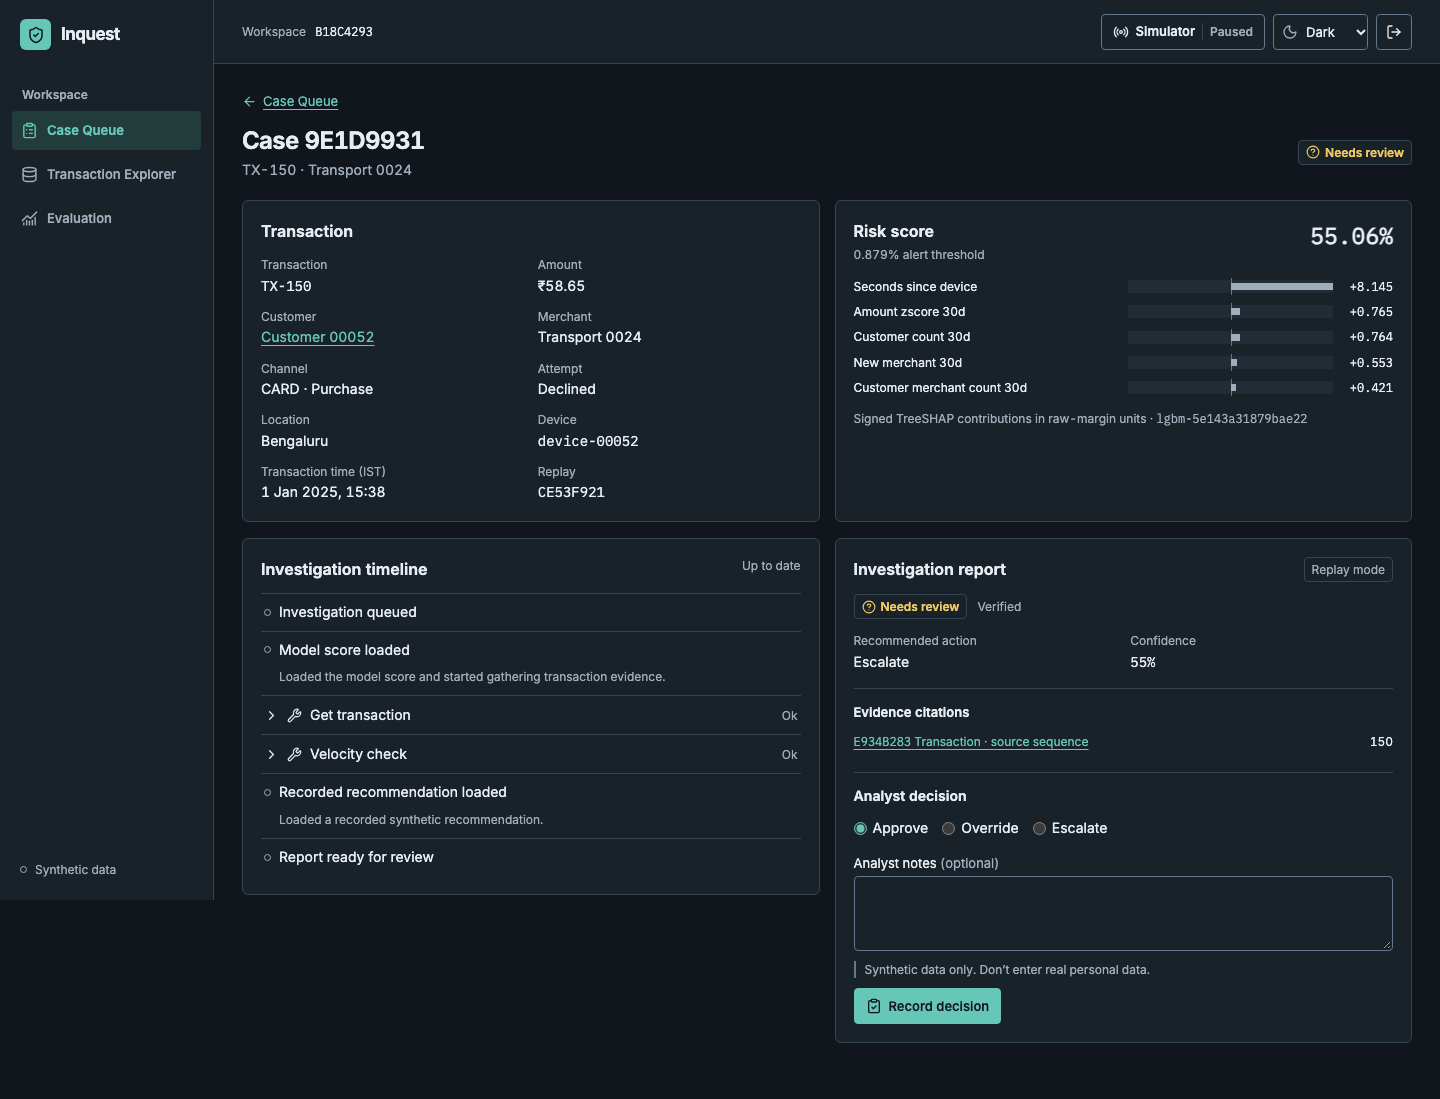 Inquest
Workspace B18C4293
Simulator Paused
Dark
Workspace
Case Queue
Transaction Explorer
Evaluation
Synthetic data
Case Queue
Case 9E1D9931
TX-150 · Transport 0024
Needs review
Transaction
Transaction Amount
TX-150 ₹58.65
Customer Merchant
Customer 00052 Transport 0024
Channel Attempt
CARD · Purchase Declined
Location Device
Bengaluru device-00052
Transaction time (IST) Replay
1 Jan 2025, 15:38 CE53F921
Risk score 55.06%
0.879% alert threshold
Seconds since device +8.145
Amount zscore 30d +0.765
Customer count 30d +0.764
New merchant 30d +0.553
Customer merchant count 30d +0.421
Signed TreeSHAP contributions in raw-margin units · lgbm-5e143a31879bae22
Investigation timeline Up to date
Investigation queued
Model score loaded
Loaded the model score and started gathering transaction evidence.
Get transaction Ok
Velocity check Ok
Recorded recommendation loaded
Loaded a recorded synthetic recommendation.
Report ready for review
Investigation report Replay mode
Needs review Verified
Recommended action Confidence
Escalate 55%
Evidence citations
E934B283 Transaction · source sequence 150
Analyst decision
Approve Override Escalate
Analyst notes (optional)
Synthetic data only. Don't enter real personal data.
Record decision